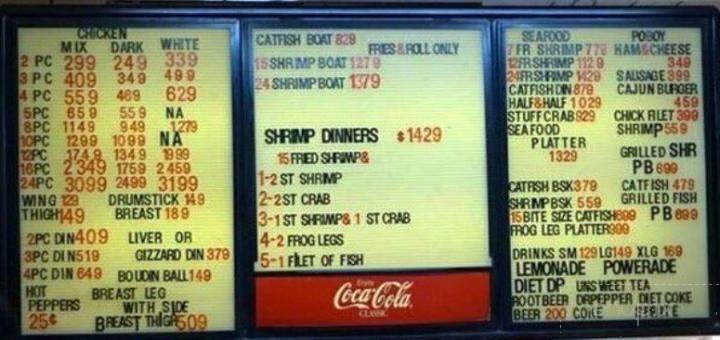 CHICKEN
MIX DARK WHITE
2 PC 299 249 339
3 PC 409 349 499
4 PC 559 469 629
5PC 659 559 NA
8PC 1149 949 1279
10PC 1299 1099 NA
12PC 1749 1349 1999
16PC 2349 1759 2459
24PC 3099 2499 3199
WING 129 DRUMSTICK 149
THIGH 149 BREAST 189
2PC DIN 409 LIVER OR
3PC DIN 519 GIZZARD DIN 379
4PC DIN 649 BOUDIN BALL 149
HOT BREAST LEG
PEPPERS WITH SIDE
25¢ BREAST THIGH 509
CATFISH BOAT 829 FRIES & ROLL ONLY
15 SHRIMP BOAT 1279
24 SHRIMP BOAT 1379
SHRIMP DINNERS $1429
15 FRIED SHRIMP &
1-2 ST SHRIMP
2-2 ST CRAB
3-1 ST SHRIMP & 1 ST CRAB
4-2 FROG LEGS
5-1 FILET OF FISH
Enjoy
Coca-Cola
CLASSIC
SEAFOOD POBOY
7 FR SHRIMP 779 HAM & CHEESE
12 FR SHRIMP 1129 349
24 FR SHRIMP 1429 SAUSAGE 399
CATFISH DIN 879 CAJUN BURGER
HALF & HALF 1029 459
STUFF CRAB 929 CHICK FILET 399
SEAFOOD SHRIMP 559
PLATTER
1329 GRILLED SHR
PB 699
CATFISH BSK 379 CATFISH 479
SHRIMP BSK 559 GRILLED FISH
15 BITE SIZE CATFISH 699 PB 699
FROG LEG PLATTER 999
DRINKS SM 129 LG 149 XLG 169
LEMONADE POWERADE
DIET DP UNSWEET TEA
ROOTBEER DRPEPPER DIET COKE
BEER 200 COKE SPRITE